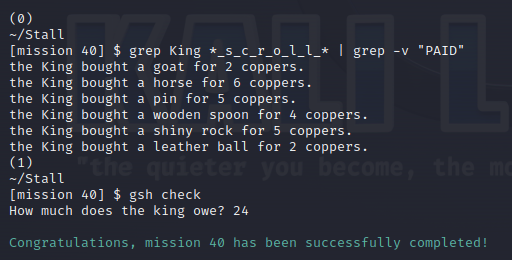 (0)
~/Stall
[mission 40] $ grep King *_s_c_r_o_l_l_* | grep -v "PAID"
the King bought a goat for 2 coppers.
the King bought a horse for 6 coppers.
the King bought a pin for 5 coppers.
the King bought a wooden spoon for 4 coppers.
the King bought a shiny rock for 5 coppers.
the King bought a leather ball for 2 coppers.
(1)
~/Stall
[mission 40] $ gsh check
How much does the king owe? 24
Congratulations, mission 40 has been successfully completed!
KALI L
"the quieter you become, the mo